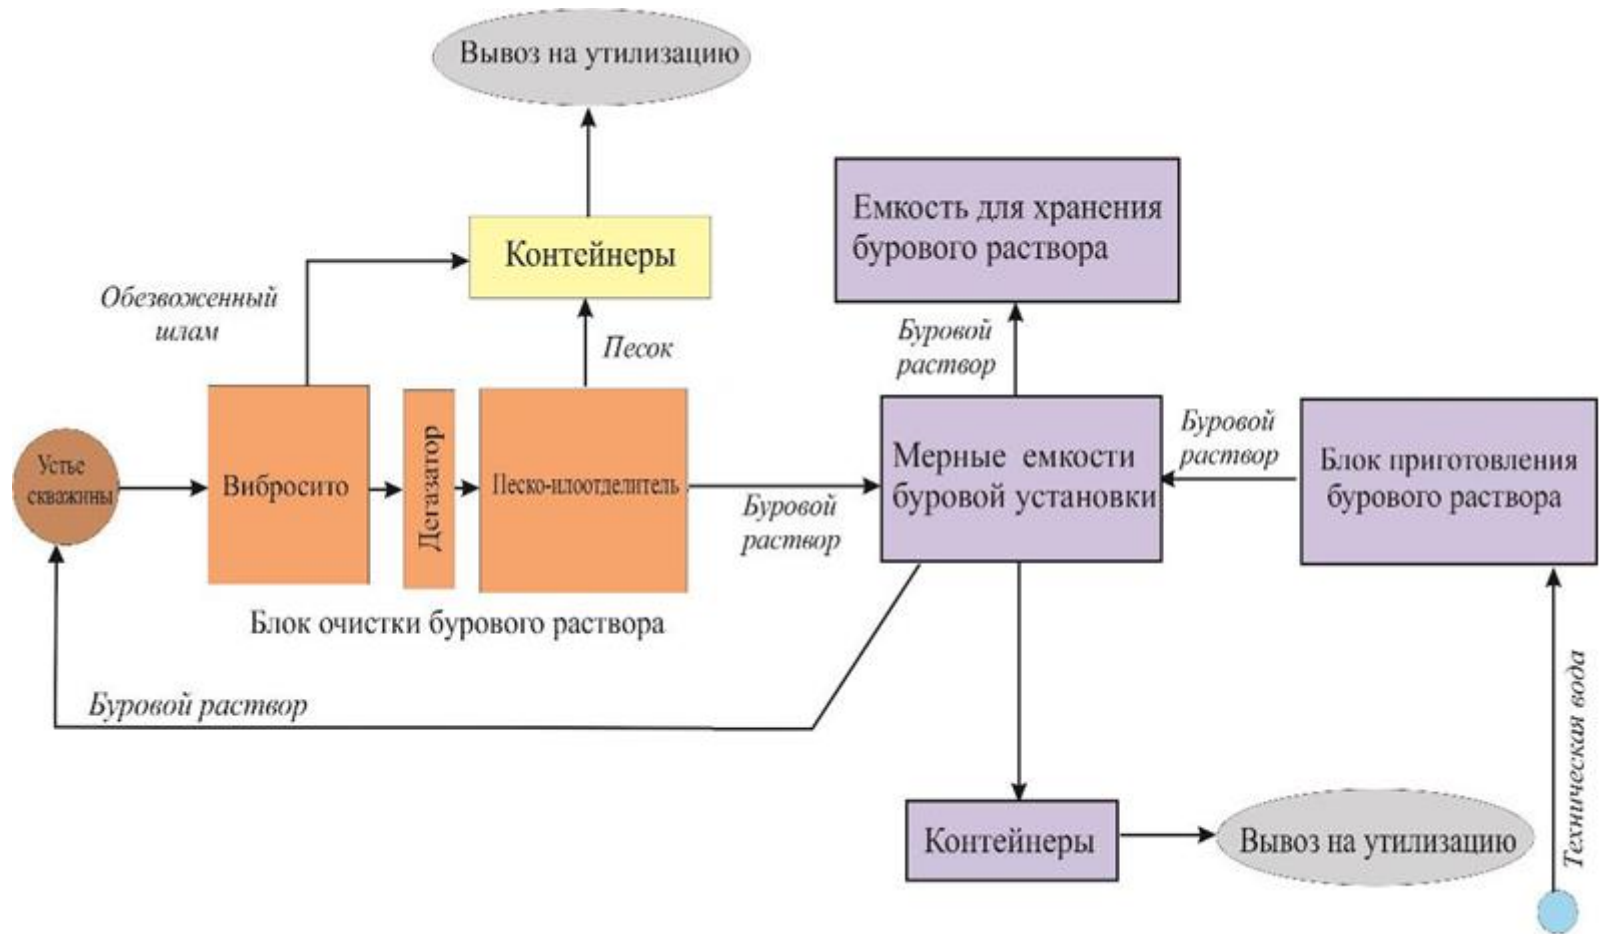 Вывоз на утилизацию
Емкость для хранения
бурового раствора
Контейнеры
Обезвоженный
шлам
Песок
Буровой
раствор
Устье
скважины
Вибросито
Дегазатор
Песко-илоотделитель
Буровой
раствор
Мерные емкости
буровой установки
Буровой
раствор
Блок приготовления
бурового раствора
Блок очистки бурового раствора
Буровой раствор
Техническая вода
Контейнеры
Вывоз на утилизацию